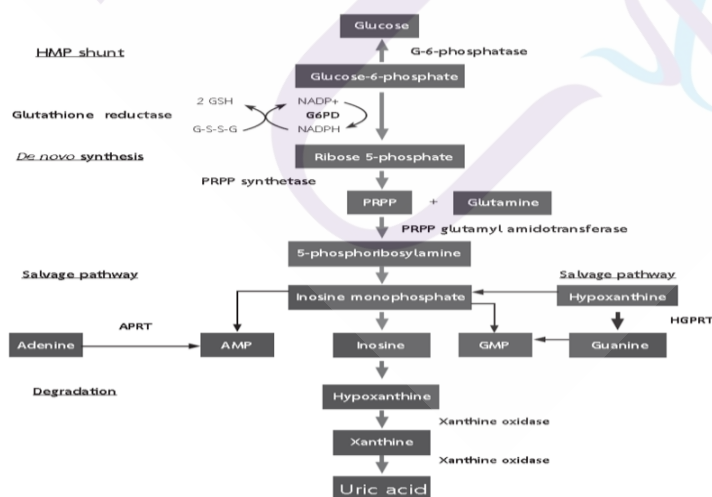 Glucose
HMP shunt
G-6-phosphatase
Glucose-6-phosphate
2 GSH
NADP+
Glutathione reductase
G6PD
G-S-S-G
NADPH
De novo synthesis
Ribose 5-phosphate
PRPP synthetase
PRPP + Glutamine
PRPP glutamyl amidotransferase
5-phosphoribosylamine
Salvage pathway
Salvage pathway
Inosine monophosphate
Hypoxanthine
APRT
HGPRT
Adenine
AMP
Inosine
GMP
Guanine
Degradation
Hypoxanthine
Xanthine oxidase
Xanthine
Xanthine oxidase
Uric acid